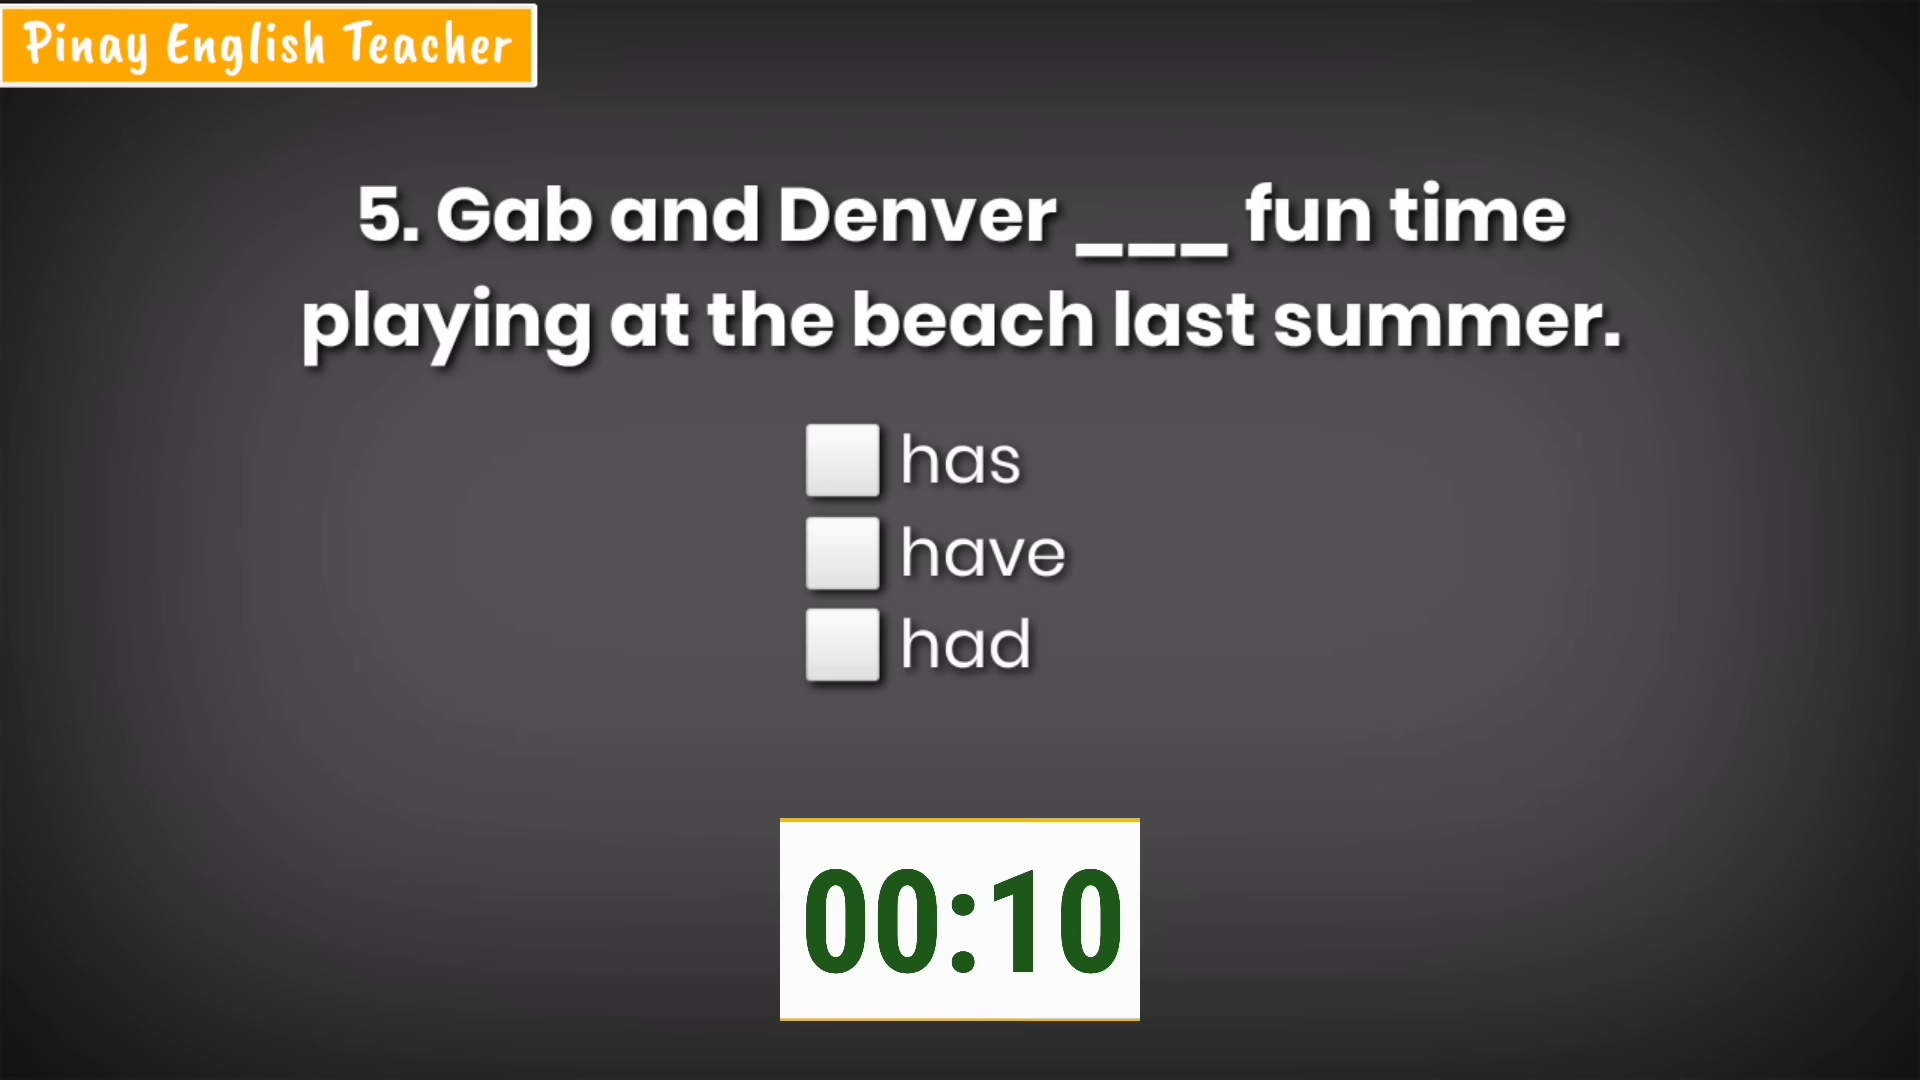 Pinay English Teacher
5. Gab and Denver ___ fun time
playing at the beach last summer.
has
have
had
00:10